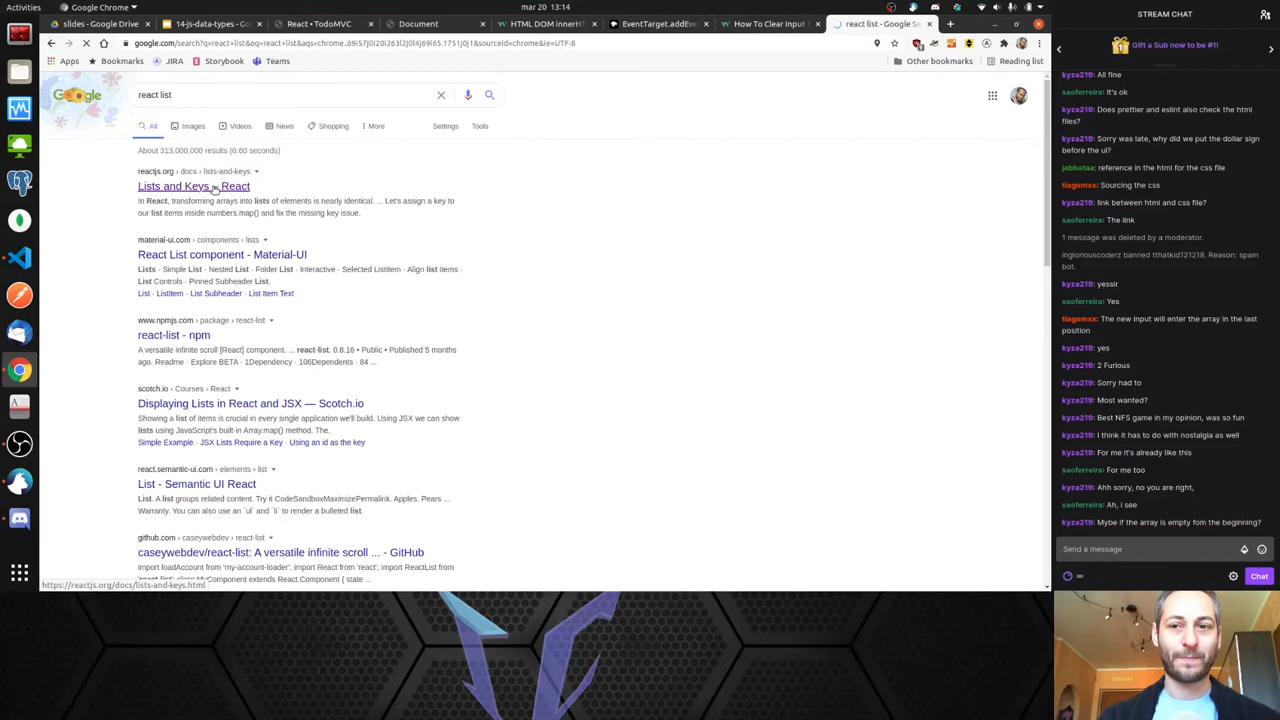 Activities
Google Chrome
mar 20  13:14
slides - Google Drive
14-js-data-types - Goo
React • TodoMVC
Document
HTML DOM innerHT
EventTarget.addEve
How To Clear Input F
react list - Google Sea
google.com/search?q=react+list&oq=react+list&aqs=chrome..69i57j0i20i263l2j0l4j69i65.1751j0j1&sourceid=chrome&ie=UTF-8
Apps
Bookmarks
JIRA
Storybook
Teams
Other bookmarks
Reading list
Google
react list
All
Images
Videos
News
Shopping
More
Settings
Tools
About 313,000,000 results (0.60 seconds)
reactjs.org › docs › lists-and-keys
Lists and Keys – React
In React, transforming arrays into lists of elements is nearly identical. ... Let's assign a key to
our list items inside numbers.map() and fix the missing key issue.
material-ui.com › components › lists
React List component - Material-UI
Lists · Simple List · Nested List · Folder List · Interactive · Selected ListItem · Align list items ·
List Controls · Pinned Subheader List.
List · ListItem · List Subheader · List Item Text
www.npmjs.com › package › react-list
react-list - npm
A versatile infinite scroll [React] component. ... react-list. 0.8.16 • Public • Published 5 months
ago. Readme · Explore BETA · 1Dependency · 106Dependents · 84 ...
scotch.io › Courses › React
Displaying Lists in React and JSX — Scotch.io
Showing a list of items is crucial in every single application we'll build. Using JSX we can show
lists using JavaScript's built-in Array.map() method. The.
Simple Example · JSX Lists Require a Key · Using an id as the key
react.semantic-ui.com › elements › list
List - Semantic UI React
List. A list groups related content. Try it CodeSandboxMaximizePermalink. Apples. Pears ...
Warranty. You can also use an `ul` and `li` to render a bulleted list.
github.com › caseywebdev › react-list
caseywebdev/react-list: A versatile infinite scroll ... - GitHub
import loadAccount from 'my-account-loader'; import React from 'react'; import ReactList from
'react-list'; class MyComponent extends React.Component { state ...
https://reactjs.org/docs/lists-and-keys.html
STREAM CHAT
Gift a Sub now to be #1!
kyza219: All fine
saoferreira: It's ok
kyza219: Does prettier and eslint also check the html
files?
kyza219: Sorry was late, why did we put the dollar sign
before the ul?
jabbataa: reference in the html for the css file
tiagomxx: Sourcing the css
kyza219: link between html and css file?
saoferreira: The link
1 message was deleted by a moderator.
ingloriouscoderz banned tthatkid121218. Reason: spam
bot.
kyza219: yessir
saoferreira: Yes
tiagomxx: The new input will enter the array in the last
position
kyza219: yes
kyza219: 2 Furious
kyza219: Sorry had to
kyza219: Most wanted?
kyza219: Best NFS game in my opinion, was so fun
kyza219: I think it has to do with nostalgia as well
kyza219: For me it's already like this
saoferreira: For me too
kyza219: Ahh sorry, no you are right,
saoferreira: Ah, i see
kyza219: Mybe if the array is empty fom the beginning?
Send a message
∞
Chat